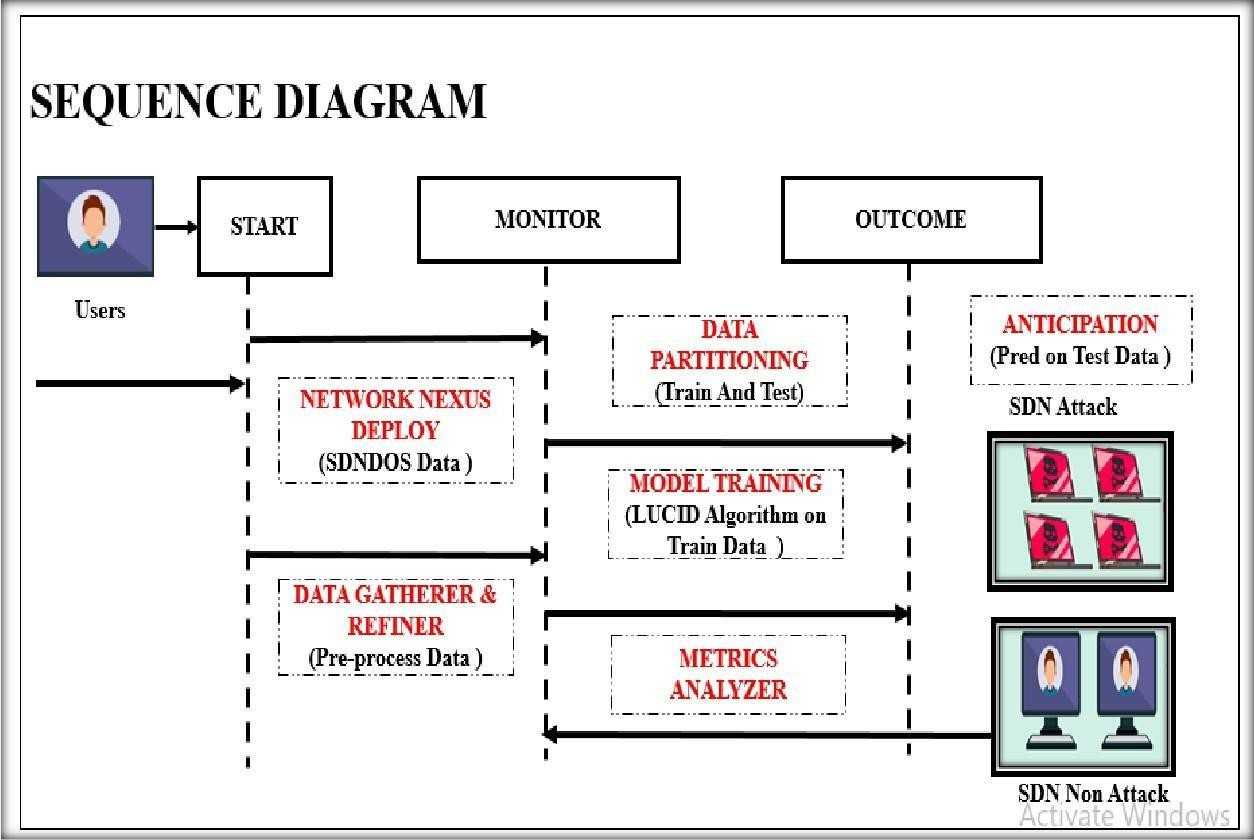 SEQUENCE DIAGRAM
START
MONITOR
OUTCOME
Users
NETWORK NEXUS
DEPLOY
(SDNDOS Data )
DATA GATHERER &
REFINER
(Pre-process Data )
DATA
PARTITIONING
(Train And Test)
MODEL TRAINING
(LUCID Algorithm on
Train Data )
METRICS
ANALYZER
ANTICIPATION
(Pred on Test Data )
SDN Attack
SDN Non Attack
Activate Windows